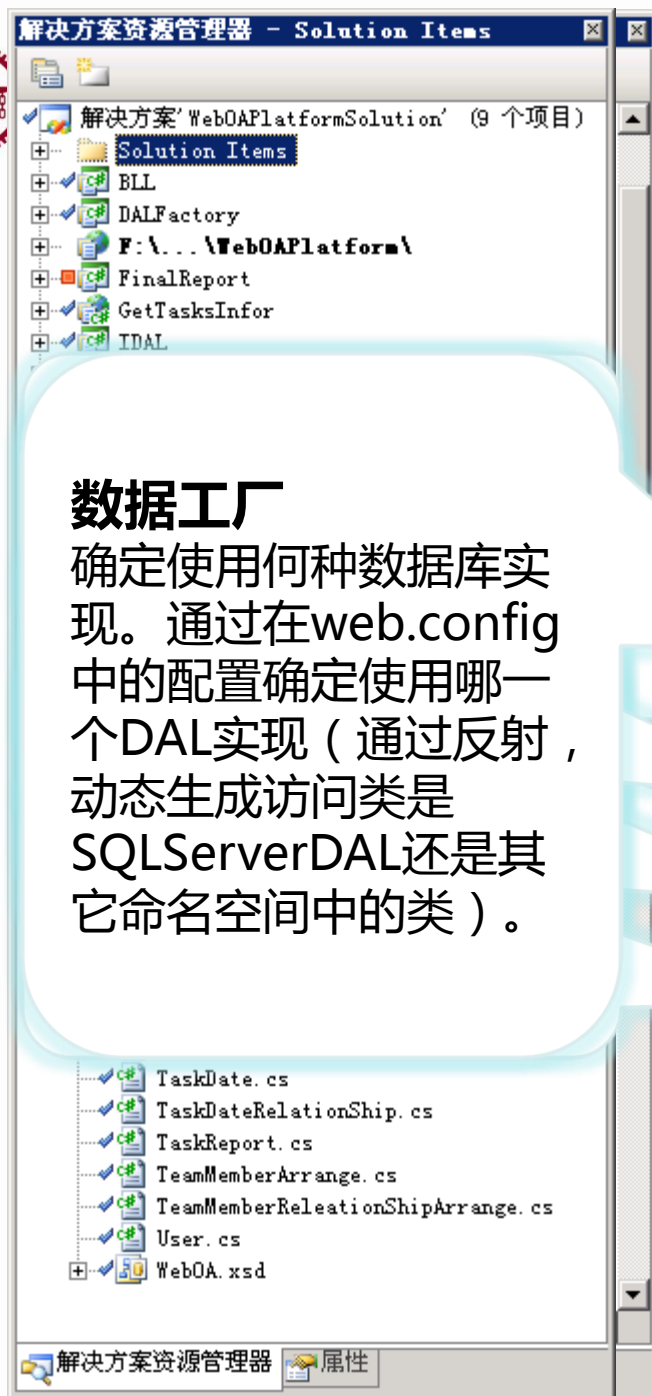 解决方案资源管理器 - Solution Items
解决方案'WebOAPlatformSolution' (9 个项目)
Solution Items
BLL
DALFactory
F:\...\WebOAPlatform\
FinalReport
GetTasksInfor
IDAL
数据工厂
确定使用何种数据库实
现。通过在web.config
中的配置确定使用哪一
个DAL实现（通过反射，
动态生成访问类是
SQLServerDAL还是其
它命名空间中的类）。
TaskDate.cs
TaskDateRelationShip.cs
TaskReport.cs
TeamMemberArrange.cs
TeamMemberReleationShipArrange.cs
User.cs
WebOA.xsd
解决方案资源管理器 属性